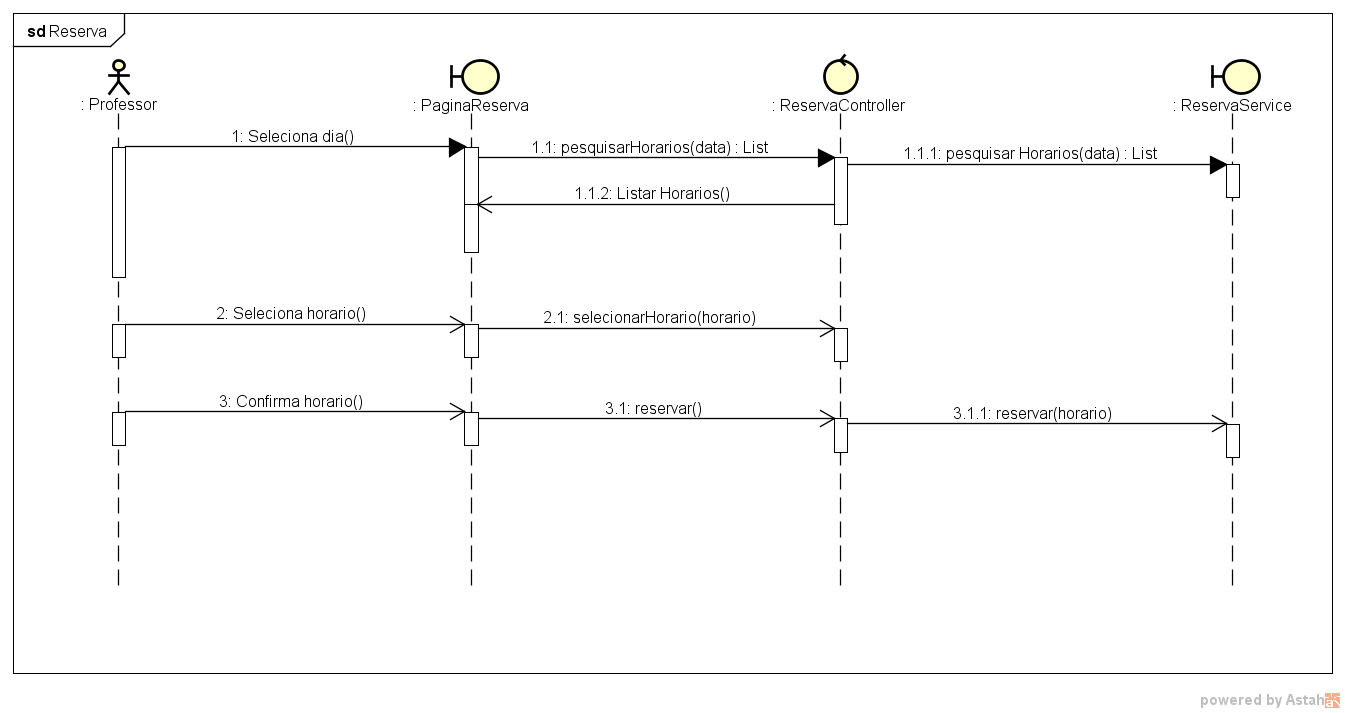 sd Reserva
: Professor
: PaginaReserva
: ReservaController
: ReservaService
1: Seleciona dia()
1.1: pesquisarHorarios(data) : List
1.1.1: pesquisar Horarios(data) : List
1.1.2: Listar Horarios()
2: Seleciona horario()
2.1: selecionarHorario(horario)
3: Confirma horario()
3.1: reservar()
3.1.1: reservar(horario)
powered by Astah